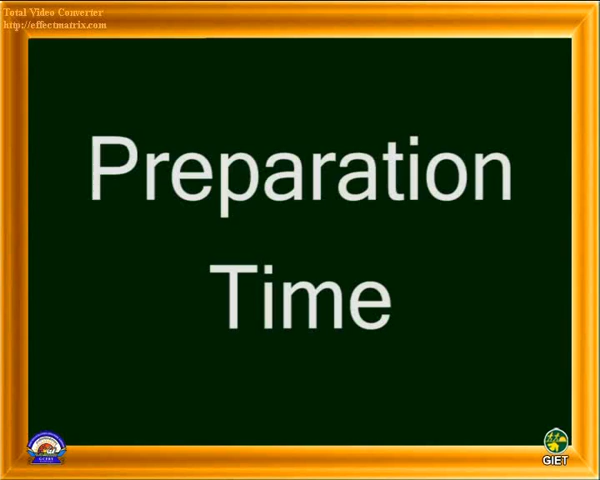 Total Video Converter
http://effectmatrix.com
Preparation
Time
GIET